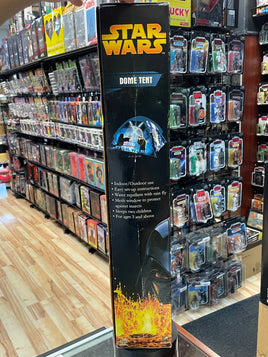 STAR
WARS
DOME TENT
• Indoor/Outdoor use
• Easy set-up instructions
• Water repellent with rain fly
• Mesh window to protect
against insects
• Sleeps two children
• For ages 3 and above
UCKY